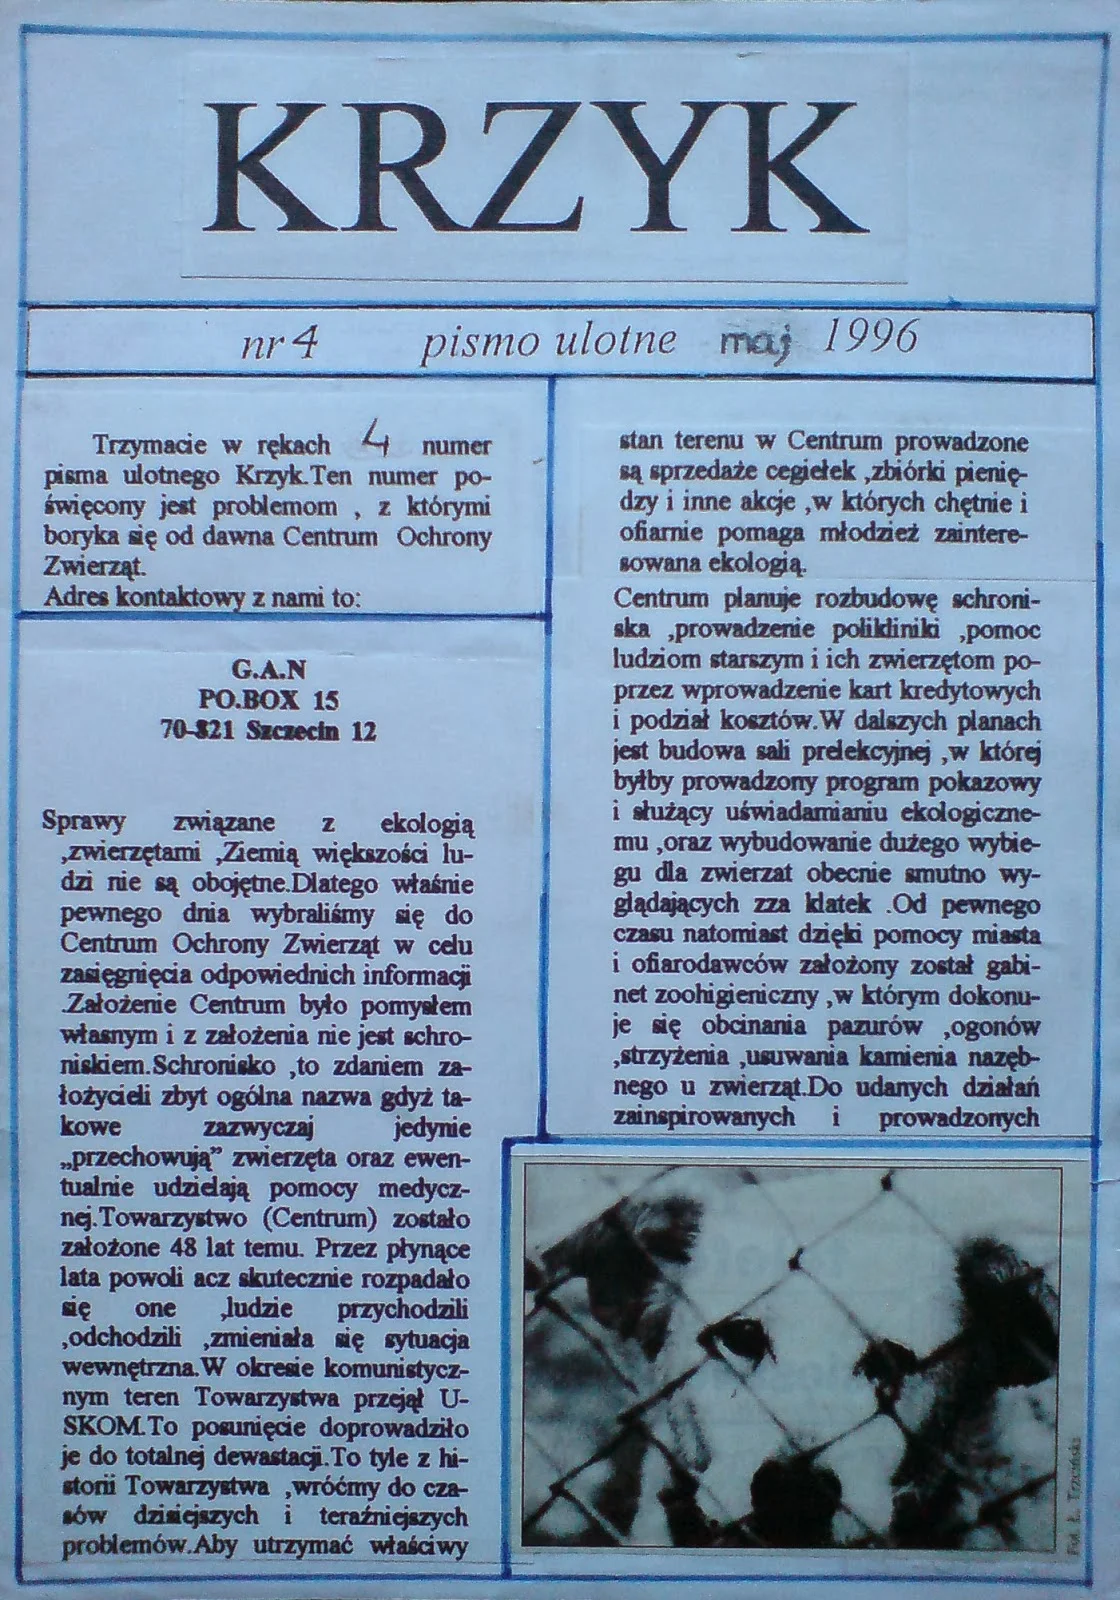 KRZYK
nr 4 pismo ulotne maj 1996
Trzymacie w rękach 4 numer
pisma ulotnego Krzyk.Ten numer po-
święcony jest problemom , z którymi
boryka się od dawna Centrum Ochrony
Zwierząt.
Adres kontaktowy z nami to:
G.A.N
PO.BOX 15
70-821 Szczecin 12
Sprawy związane z ekologią
,zwierzętami ,Ziemią większości lu-
dzi nie są obojętne.Dlatego właśnie
pewnego dnia wybraliśmy się do
Centrum Ochrony Zwierząt w celu
zasięgnięcia odpowiednich informacji
.Założenie Centrum było pomysłem
własnym i z założenia nie jest schro-
niskiem.Schronisko ,to zdaniem za-
łożycieli zbyt ogólna nazwa gdyż ta-
kowe zazwyczaj jedynie
„przechowują” zwierzęta oraz ewen-
tualnie udzielają pomocy medycz-
nej.Towarzystwo (Centrum) zostało
założone 48 lat temu. Przez płynące
lata powoli acz skutecznie rozpadało
się one ,ludzie przychodzili
,odchodzili ,zmieniała się sytuacja
wewnętrzna.W okresie komunistycz-
nym teren Towarzystwa przejął U-
SKOM.To posunięcie doprowadziło
je do totalnej dewastacji.To tyle z hi-
storii Towarzystwa ,wróćmy do cza-
sów dzisiejszych i teraźniejszych
problemów.Aby utrzymać właściwy
stan terenu w Centrum prowadzone
są sprzedaże cegiełek ,zbiórki pienię-
dzy i inne akcje ,w których chętnie i
ofiarnie pomaga młodzież zaintere-
sowana ekologią.
Centrum planuje rozbudowę schroni-
ska ,prowadzenie polikliniki ,pomoc
ludziom starszym i ich zwierzętom po-
przez wprowadzenie kart kredytowych
i podział kosztów.W dalszych planach
jest budowa sali prelekcyjnej ,w której
byłby prowadzony program pokazowy
i służący uświadamianiu ekologiczne-
mu ,oraz wybudowanie dużego wybie-
gu dla zwierzat obecnie smutno wy-
glądających zza klatek .Od pewnego
czasu natomiast dzięki pomocy miasta
i ofiarodawców założony został gabi-
net zoohigieniczny ,w którym dokonu-
je się obcinania pazurów ,ogonów
,strzyżenia ,usuwania kamienia nazęb-
nego u zwierząt.Do udanych działań
zainspirowanych i prowadzonych
Fot. Ł. Trzciński